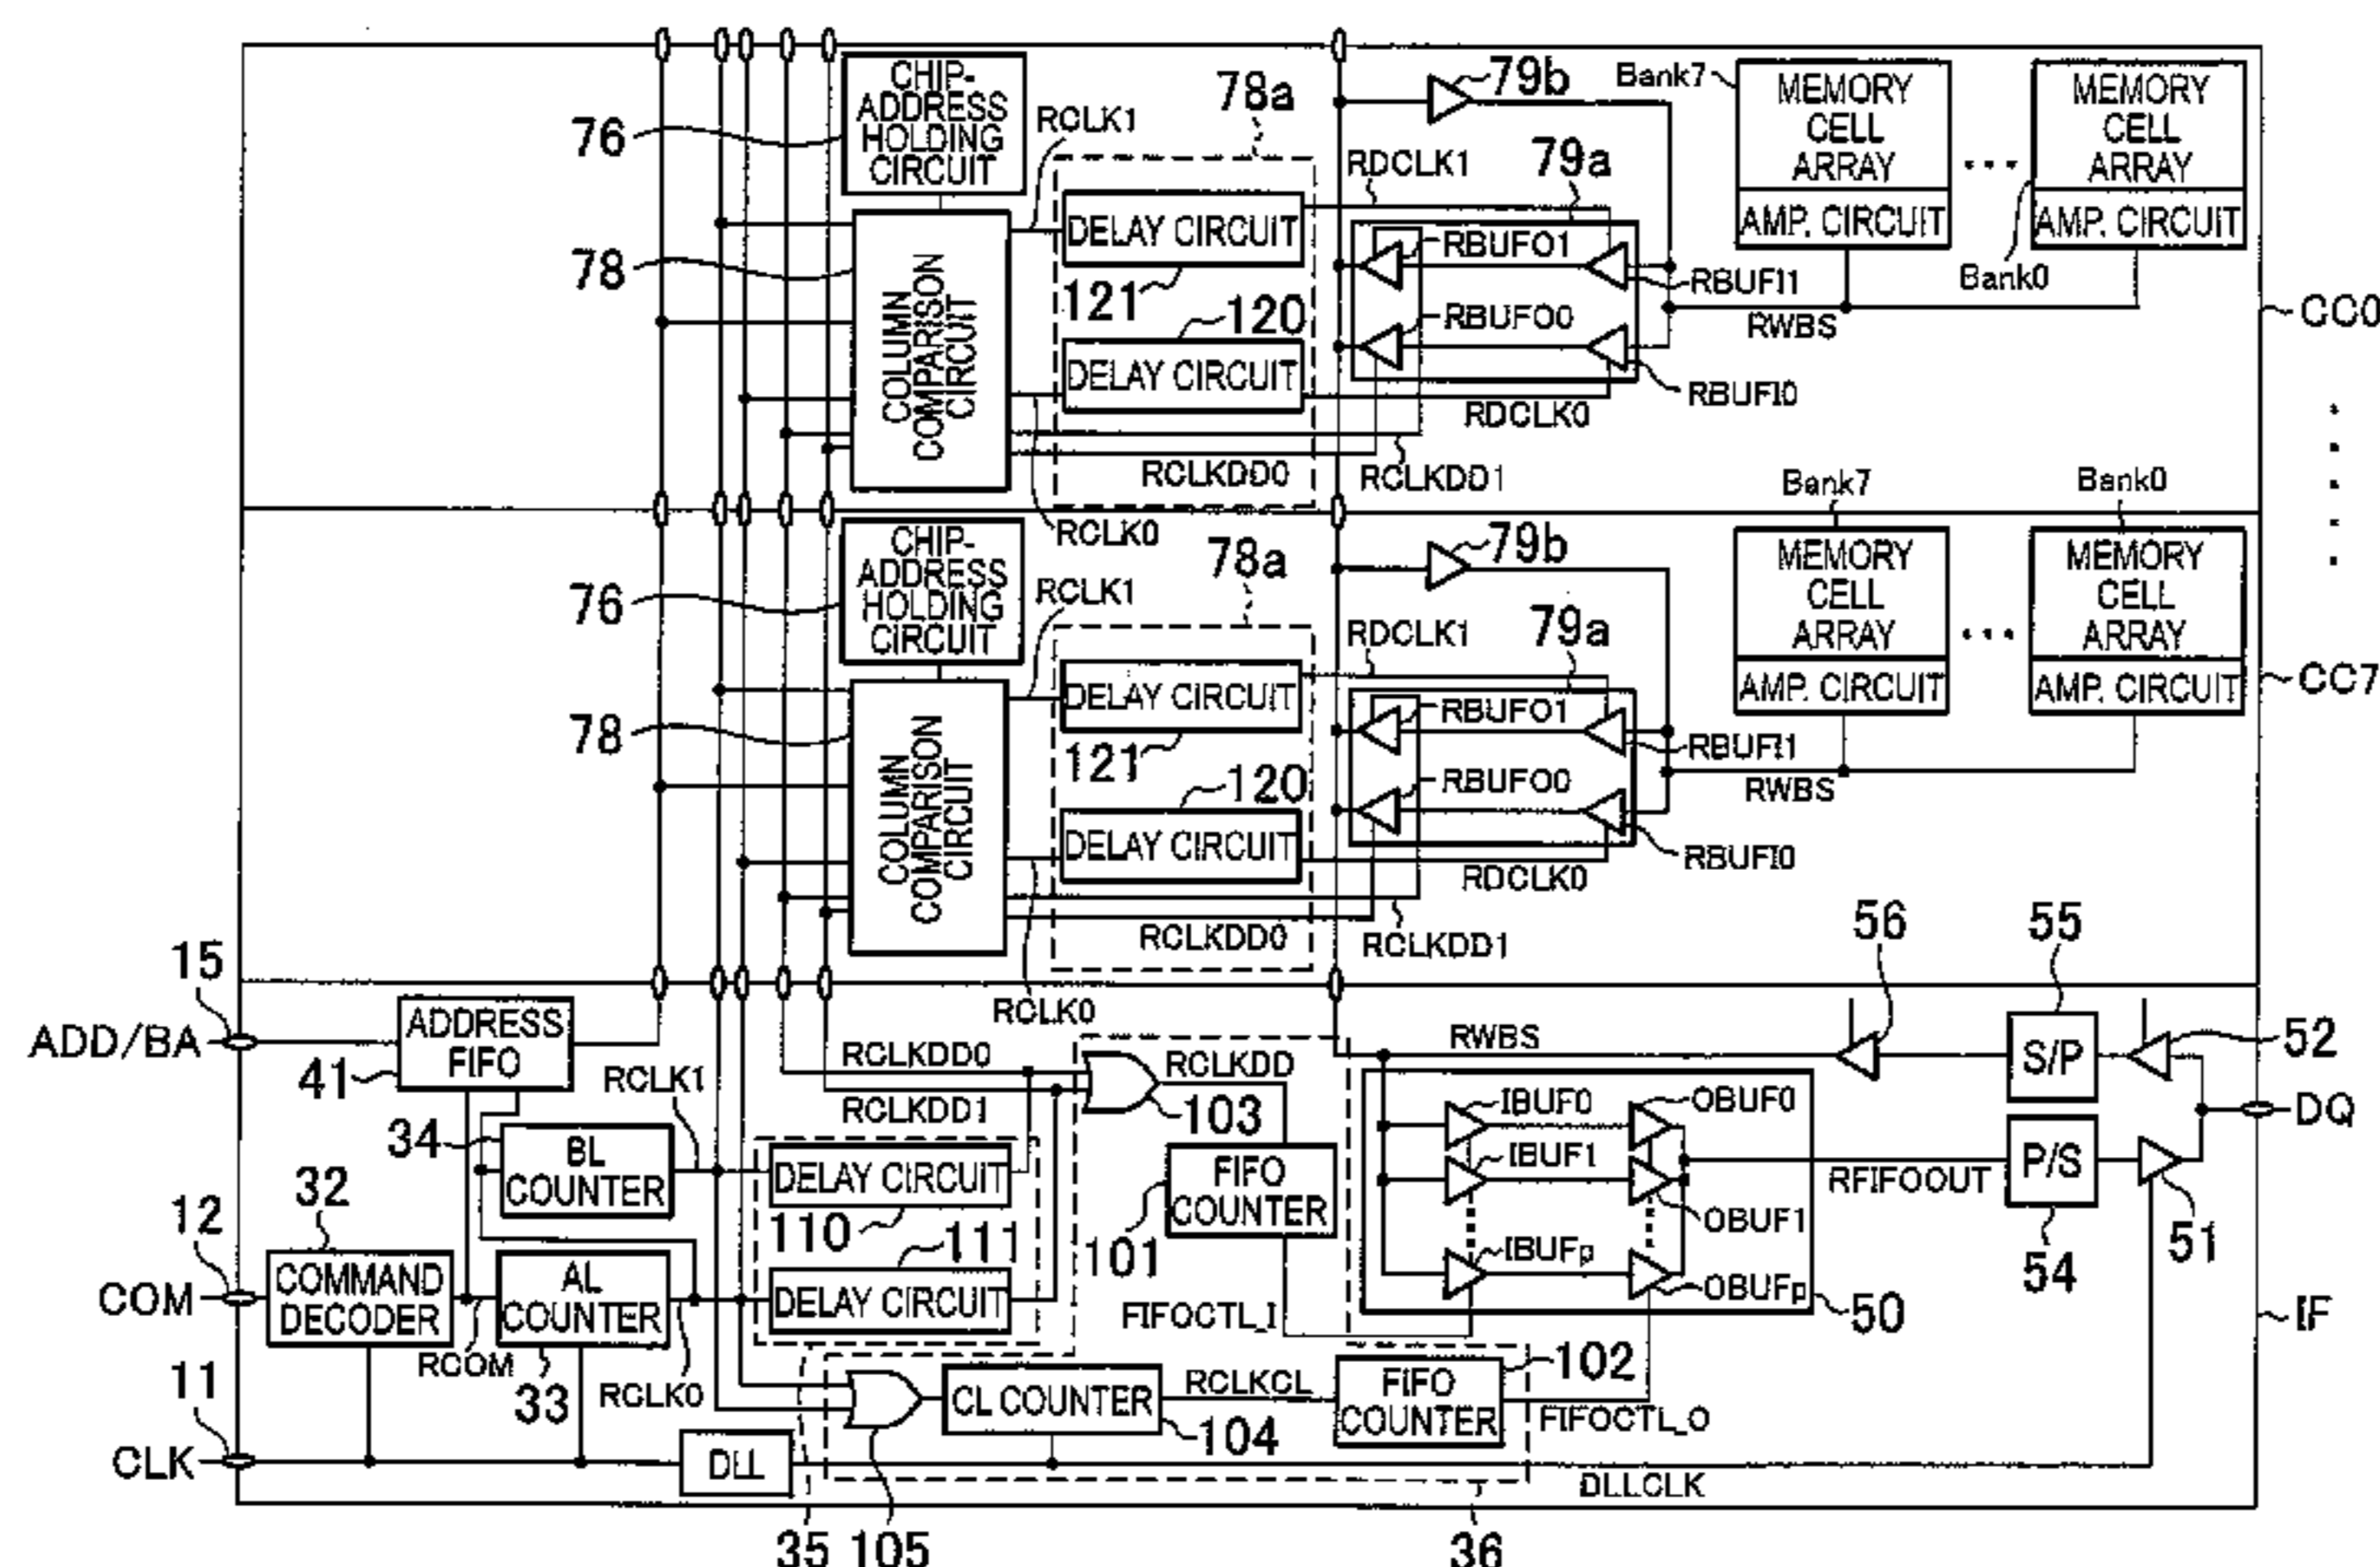 CHIP-
ADDRESS
HOLDING
CIRCUIT
76
RCLK1
78a
79b
Bank7
MEMORY
CELL
ARRAY
AMP. CIRCUIT
...
MEMORY
CELL
ARRAY
AMP. CIRCUIT
Bank0
RDCLK1
79a
78
COLUMN
COMPARISON
CIRCUIT
DELAY CIRCUIT
121
RBUFO1
RBUFI1
120
DELAY CIRCUIT
RBUFO0
RBUFI0
RWBS
CC0
RDCLK0
RCLKDD0
RCLKDD1
RCLK0
CHIP-
ADDRESS
HOLDING
CIRCUIT
76
RCLK1
78a
79b
Bank7
Bank0
MEMORY
CELL
ARRAY
AMP. CIRCUIT
...
MEMORY
CELL
ARRAY
AMP. CIRCUIT
CC7
RDCLK1
79a
78
COLUMN
COMPARISON
CIRCUIT
DELAY CIRCUIT
121
RBUFO1
RBUFI1
120
DELAY CIRCUIT
RBUFO0
RBUFI0
RWBS
RDCLK0
RCLKDD0
RCLKDD1
RCLK0
15
ADD/BA
ADDRESS
FIFO
41
RCLK1
RCLKDD0
RCLKDD1
RCLKDD
103
RWBS
56
55
S/P
52
DQ
34
BL
COUNTER
DELAY CIRCUIT
110
FIFO
COUNTER
101
IBUF0
OBUF0
IBUF1
OBUF1
IBUFp
OBUFp
50
RFIFOOUT
P/S
54
51
12
COM
32
COMMAND
DECODER
RCOM
AL
COUNTER
33
RCLK0
111
DELAY CIRCUIT
FIFOCTL_I
IF
11
CLK
DLL
CL COUNTER
104
RCLKCL
FIFO
COUNTER
102
FIFOCTL_O
DLLCLK
35
105
36